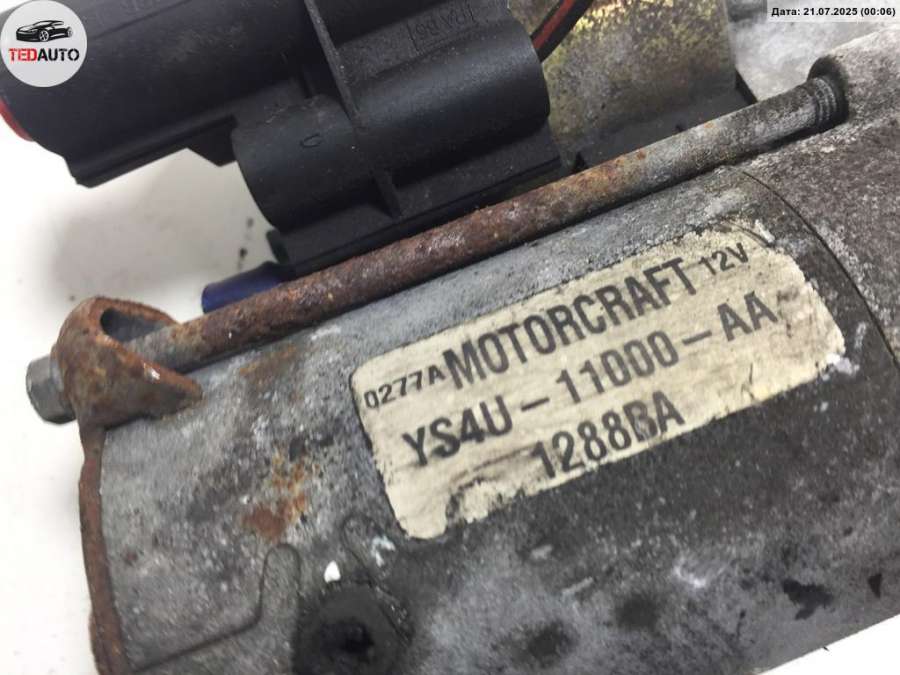 TEDAUTO
Дата: 21.07.2025 (00:06)
0277A MOTORCRAFT 12V
YS4U-11000-AA
1288BA